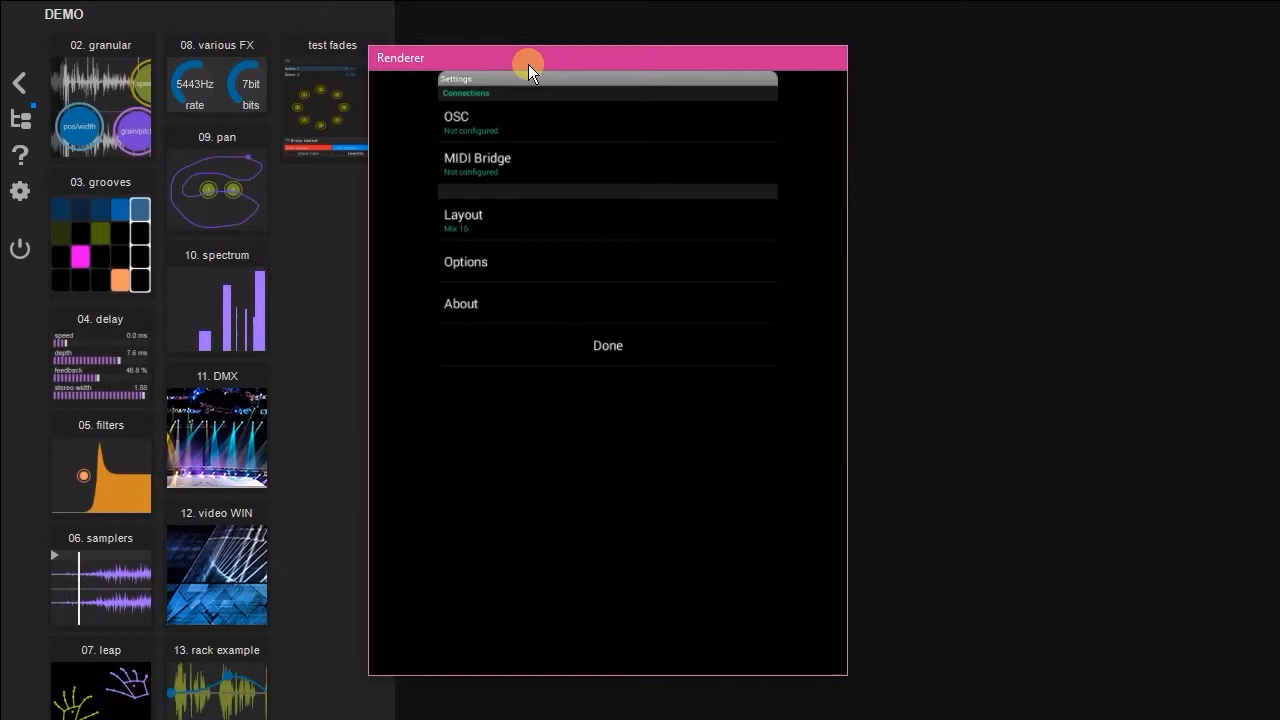 DEMO
02. granular
08. various FX
test fades
5443Hz
rate
7bit
bits
pos/width
grain/pitch
09. pan
03. grooves
10. spectrum
04. delay
speed 0.0 ms
depth 7.6 ms
feedback 46.8 %
stereo width 1.88
11. DMX
05. filters
12. video WIN
06. samplers
07. leap
13. rack example
Renderer
Settings
Connections
OSC
Not configured
MIDI Bridge
Not configured
Layout
Mix 16
Options
About
Done